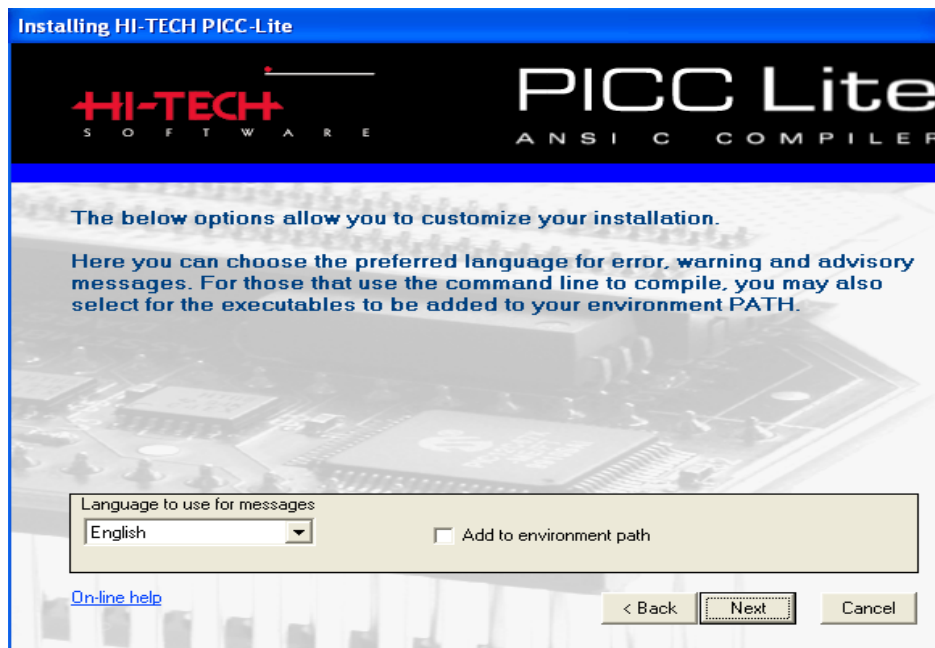 Installing HI-TECH PICC-Lite
HI-TECH
SOFTWARE
PICC Lite
ANSI C COMPILER
The below options allow you to customize your installation.
Here you can choose the preferred language for error, warning and advisory
messages. For those that use the command line to compile, you may also
select for the executables to be added to your environment PATH.
Language to use for messages
English
Add to environment path
On-line help
< Back
Next
Cancel